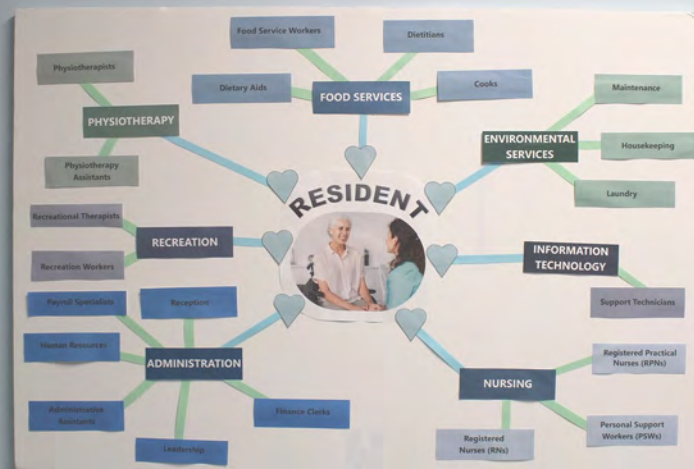 Food Service Workers
Dietitians
Dietary Aids
Cooks
FOOD SERVICES
Physiotherapists
PHYSIOTHERAPY
Physiotherapy
Assistants
Maintenance
ENVIRONMENTAL
SERVICES
Housekeeping
Laundry
RESIDENT
Recreational Therapists
RECREATION
Recreation Workers
INFORMATION
TECHNOLOGY
Support Technicians
Payroll Specialists
Reception
Human Resources
ADMINISTRATION
Administrative
Assistants
Leadership
Finance Clerks
NURSING
Registered Practical
Nurses (RPNs)
Personal Support
Workers (PSWs)
Registered
Nurses (RNs)